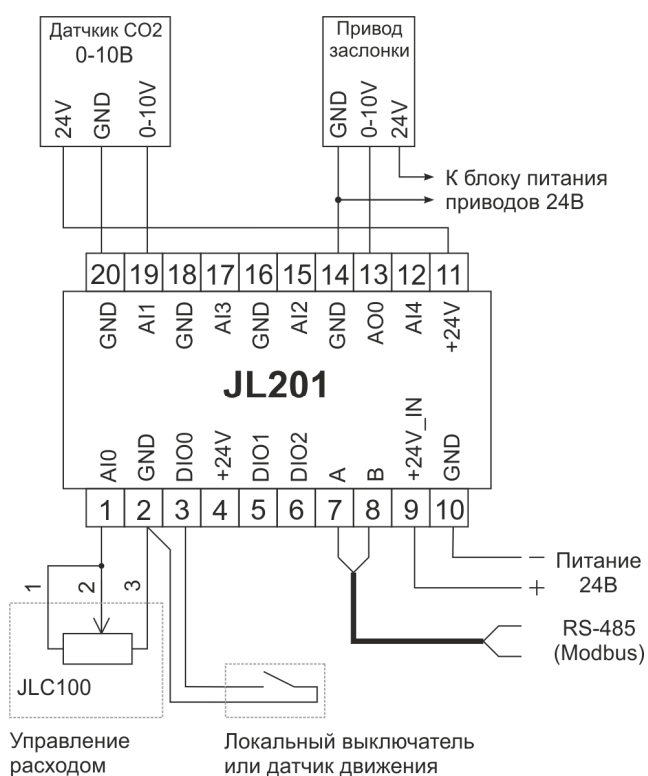 Датчкик CO2
0-10В
24V
GND
0-10V
Привод
заслонки
GND
0-10V
24V
К блоку питания
приводов 24В
20 19 18 17 16 15 14 13 12 11
GND
AI1
GND
AI3
GND
AI2
GND
AO0
AI4
+24V
JL201
AI0
GND
DIO0
+24V
DIO1
DIO2
A
B
+24V_IN
GND
1 2 3 4 5 6 7 8 9 10
1
2
3
JLC100
− Питание
+ 24В
RS-485
(Modbus)
Управление
расходом
Локальный выключатель
или датчик движения